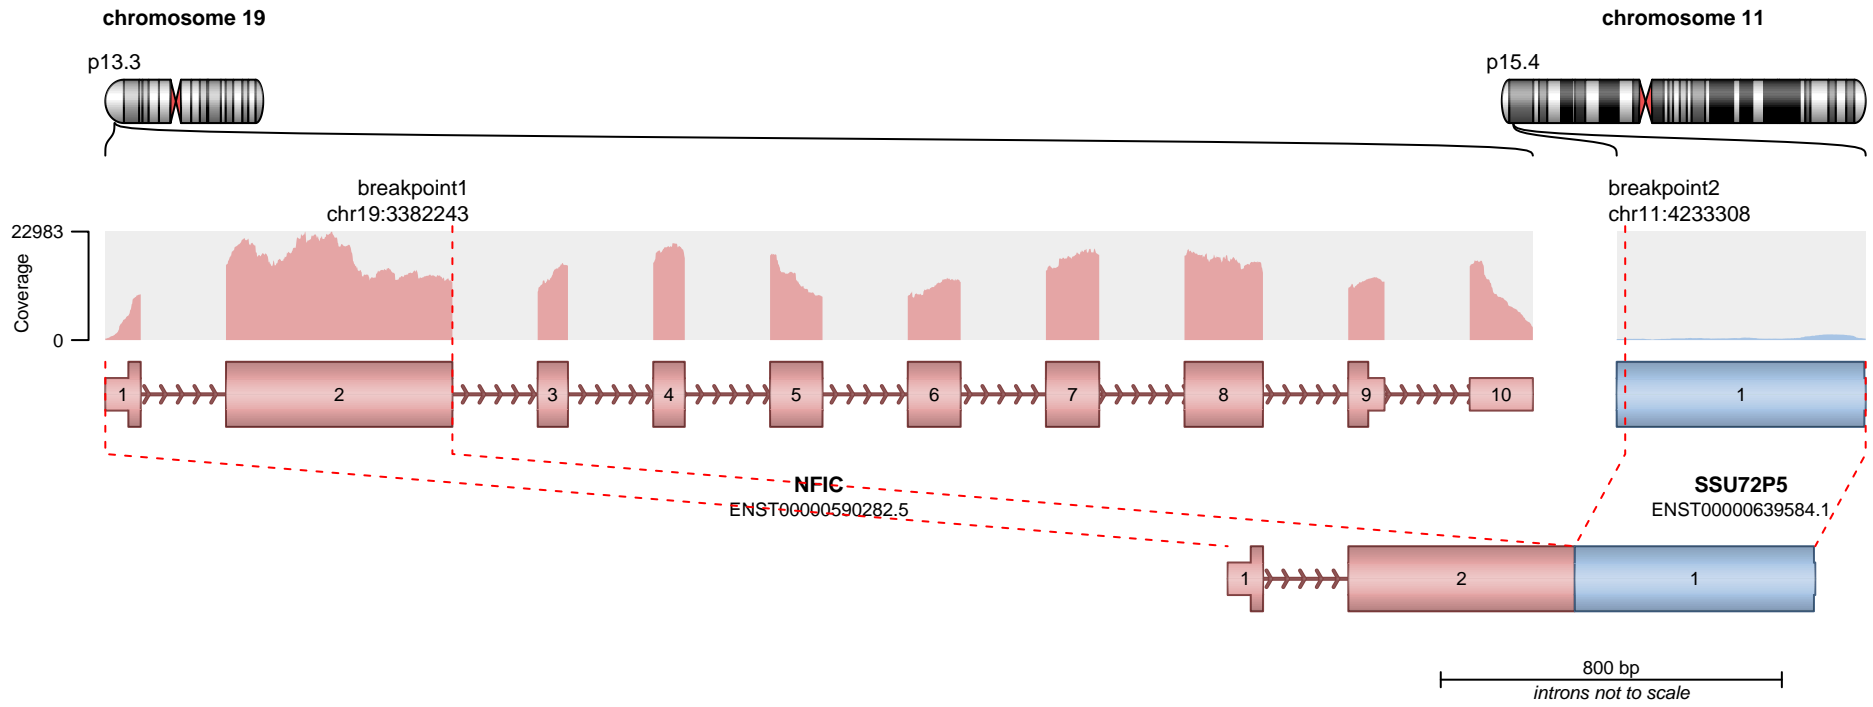 chromosome 19
chromosome 11
p13.3
p15.4
breakpoint1
chr19:3382243
breakpoint2
chr11:4233308
22983
Coverage
0
1
2
3
4
5
6
7
8
9
10
1
NFIC
ENST00000590282.5
SSU72P5
ENST00000639584.1
1
2
1
800 bp
introns not to scale